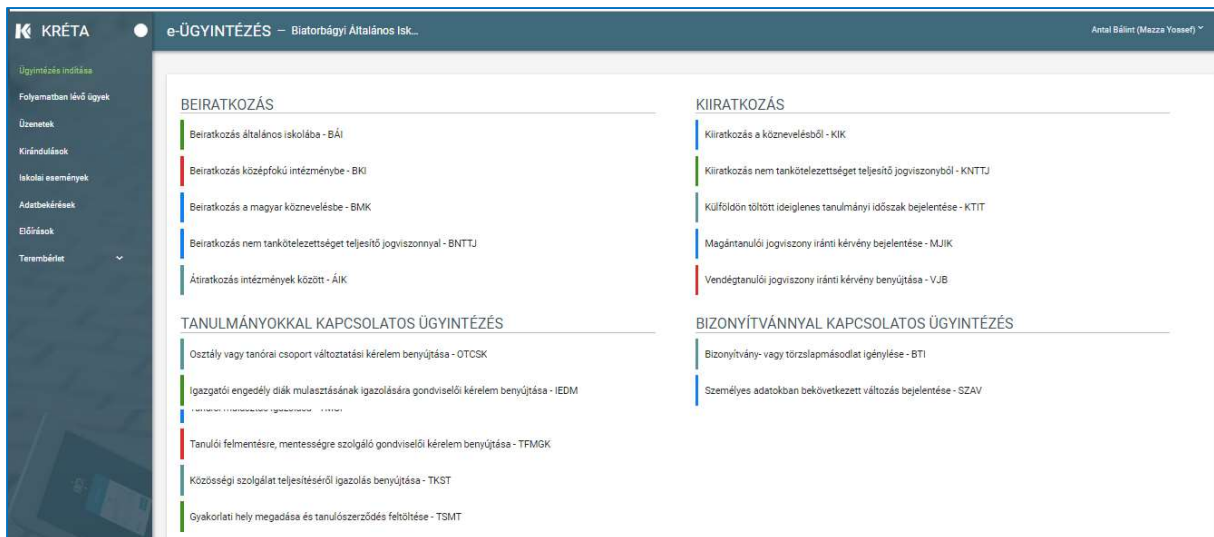 KRÉTA
e-ÜGYINTÉZÉS – Biatorbágyi Általános Isk...
Antal Bálint (Mazza Yossef)
Ügyintézés indítása
Folyamatban lévő ügyek
Üzenetek
Kirándulások
Iskolai események
Adatbekérések
Előírások
Terembérlet
BEIRATKOZÁS
Beiratkozás általános iskolába - BÁI
Beiratkozás középfokú intézménybe - BKI
Beiratkozás a magyar köznevelésbe - BMK
Beiratkozás nem tankötelezettséget teljesítő jogviszonnyal - BNTTJ
Átiratkozás intézmények között - ÁIK
KIIRATKOZÁS
Kiiratkozás a köznevelésből - KIK
Kiiratkozás nem tankötelezettséget teljesítő jogviszonyból - KNTTJ
Külföldön töltött ideiglenes tanulmányi időszak bejelentése - KTIT
Magántanulói jogviszony iránti kérvény bejelentése - MJIK
Vendégtanulói jogviszony iránti kérvény benyújtása - VJB
TANULMÁNYOKKAL KAPCSOLATOS ÜGYINTÉZÉS
Osztály vagy tanórai csoport változtatási kérelem benyújtása - OTCSK
Igazgatói engedély diák mulasztásának igazolására gondviselői kérelem benyújtása - IEDM
Tanulói felmentésre, mentességre szolgáló gondviselői kérelem benyújtása - TFMGK
Közösségi szolgálat teljesítéséről igazolás benyújtása - TKST
Gyakorlati hely megadása és tanulószerződés feltöltése - TSMT
BIZONYÍTVÁNNYAL KAPCSOLATOS ÜGYINTÉZÉS
Bizonyítvány- vagy törzslapmásodlat igénylése - BTI
Személyes adatokban bekövetkezett változás bejelentése - SZAV